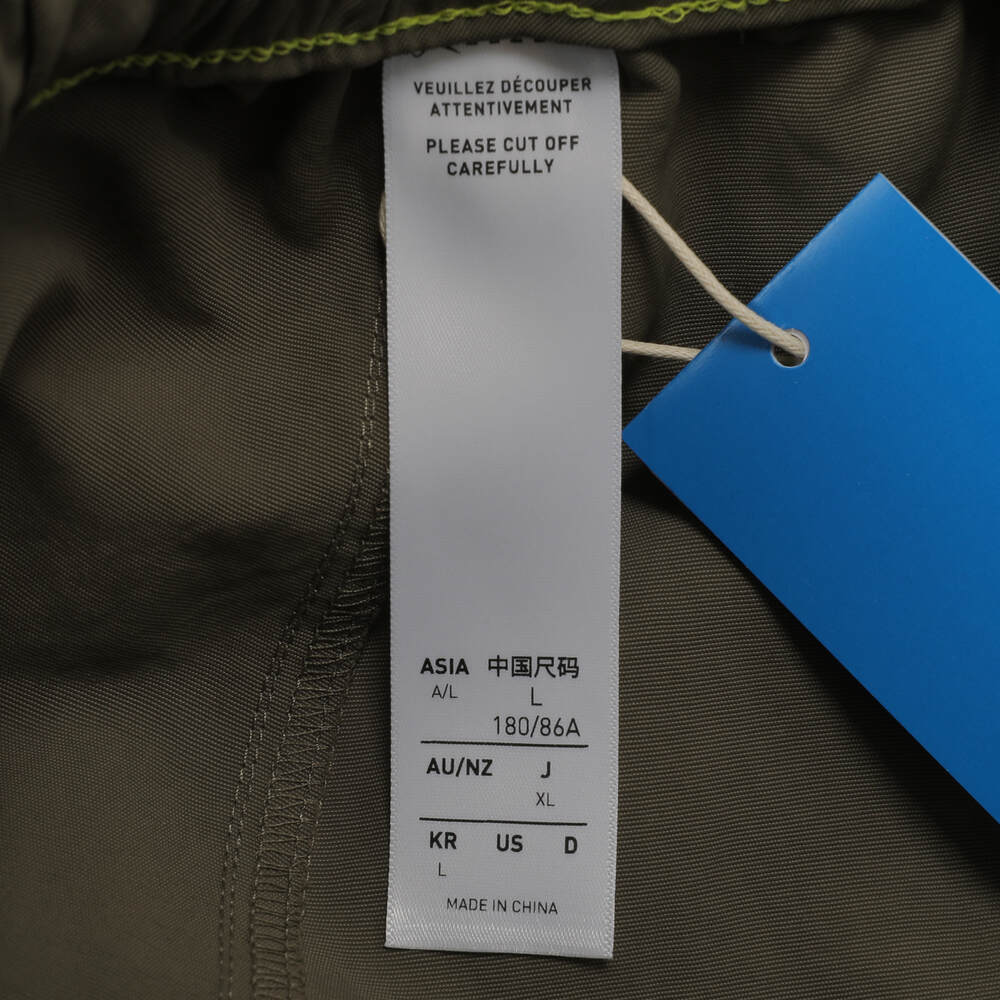 VEUILLEZ DÉCOUPER
ATTENTIVEMENT
PLEASE CUT OFF
CAREFULLY
ASIA 中国尺码
A/L L
180/86A
AU/NZ J
XL
KR US D
L
MADE IN CHINA